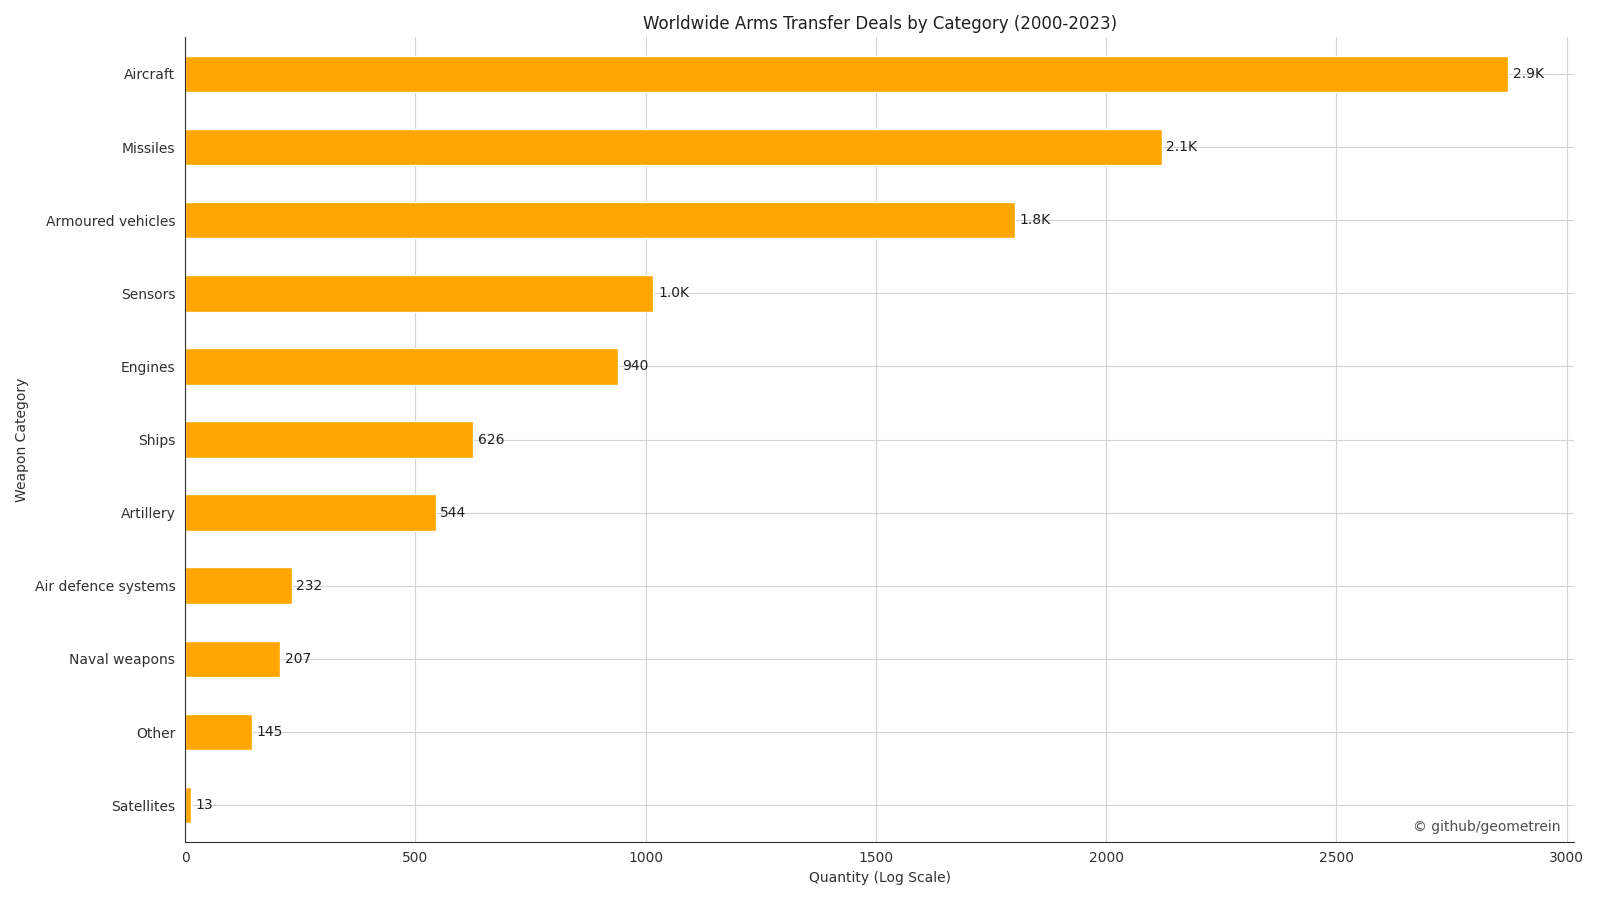 Worldwide Arms Transfer Deals by Category (2000-2023)
Weapon Category
Aircraft 2.9K
Missiles 2.1K
Armoured vehicles 1.8K
Sensors 1.0K
Engines 940
Ships 626
Artillery 544
Air defence systems 232
Naval weapons 207
Other 145
Satellites 13
© github/geometrein
0 500 1000 1500 2000 2500 3000
Quantity (Log Scale)